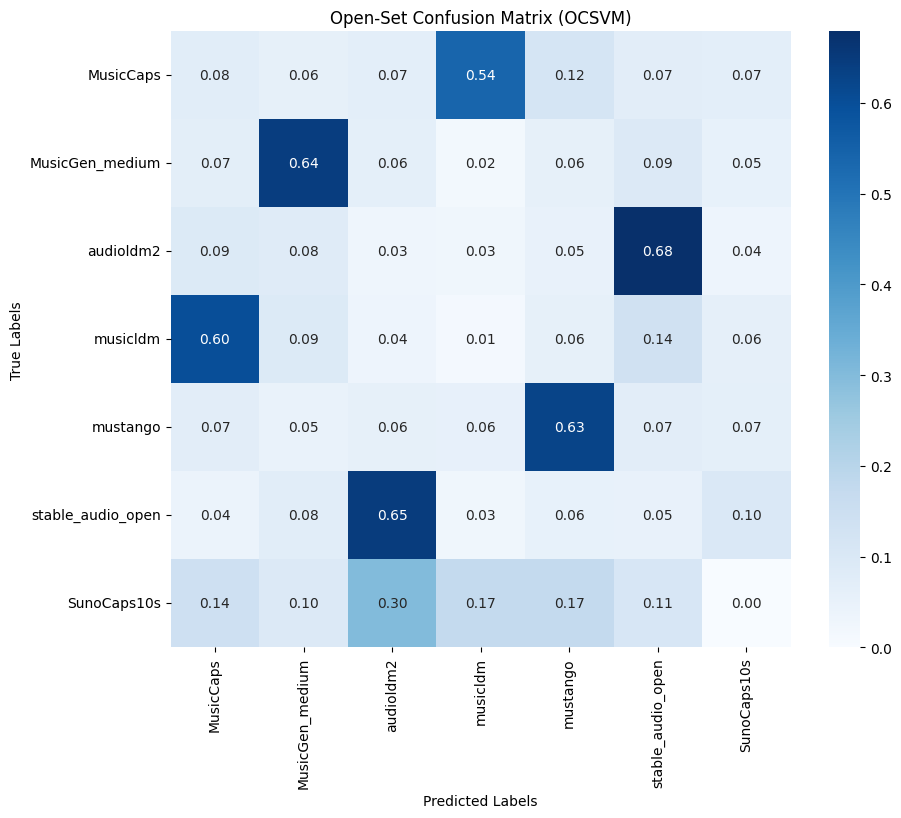 Open-Set Confusion Matrix (OCSVM)
True Labels
MusicCaps 0.08 0.06 0.07 0.54 0.12 0.07 0.07
MusicGen_medium 0.07 0.64 0.06 0.02 0.06 0.09 0.05
audioldm2 0.09 0.08 0.03 0.03 0.05 0.68 0.04
musicldm 0.60 0.09 0.04 0.01 0.06 0.14 0.06
mustango 0.07 0.05 0.06 0.06 0.63 0.07 0.07
stable_audio_open 0.04 0.08 0.65 0.03 0.06 0.05 0.10
SunoCaps10s 0.14 0.10 0.30 0.17 0.17 0.11 0.00
MusicCaps
MusicGen_medium
audioldm2
musicldm
mustango
stable_audio_open
SunoCaps10s
Predicted Labels
0.6
0.5
0.4
0.3
0.2
0.1
0.0